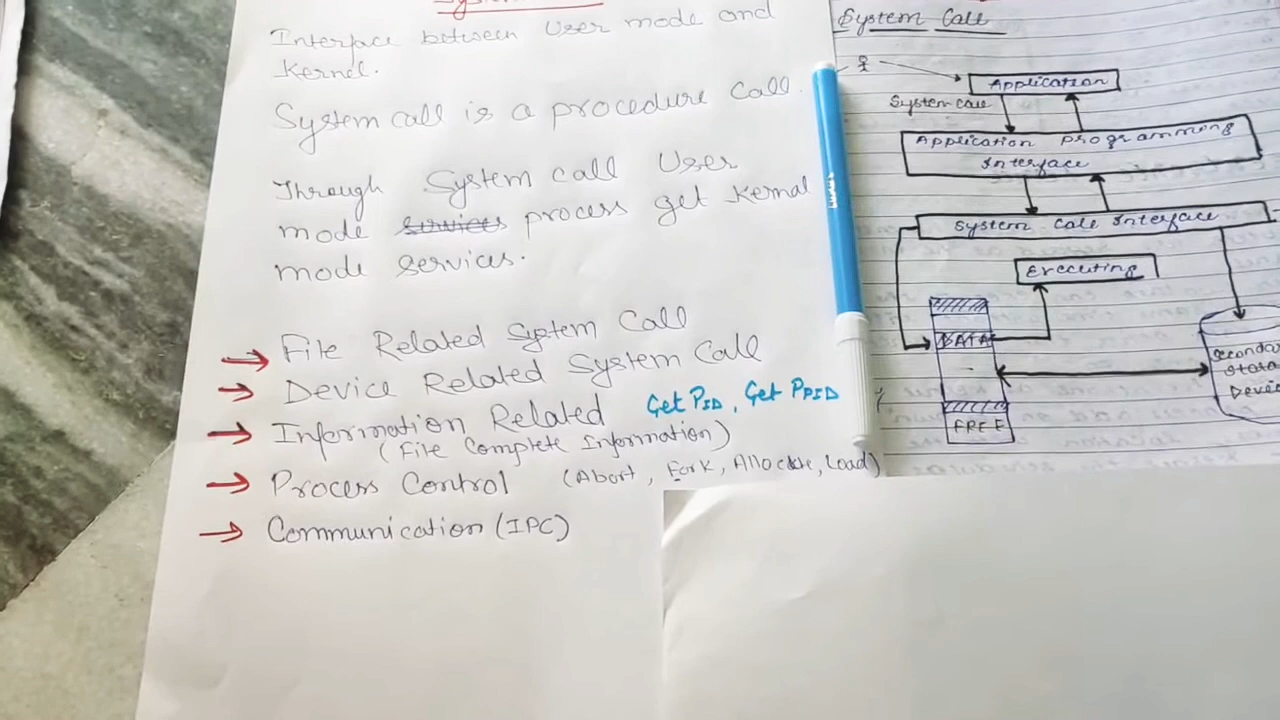 System
Interface between User mode and
Kernel.
System call is a procedure Call.
Through System call User
mode services process get Kernal
mode services.
→ File Related System Call
→ Device Related System Call
→ Information Related Get PID, Get PPID
(File Complete Information)
→ Process Control (Abort, Fork, Allockte, Load)
→ Communication (IPC)
System Call
Application
System call
Application Programming
Interface
System Call Interface
Executing
DATA
FREE